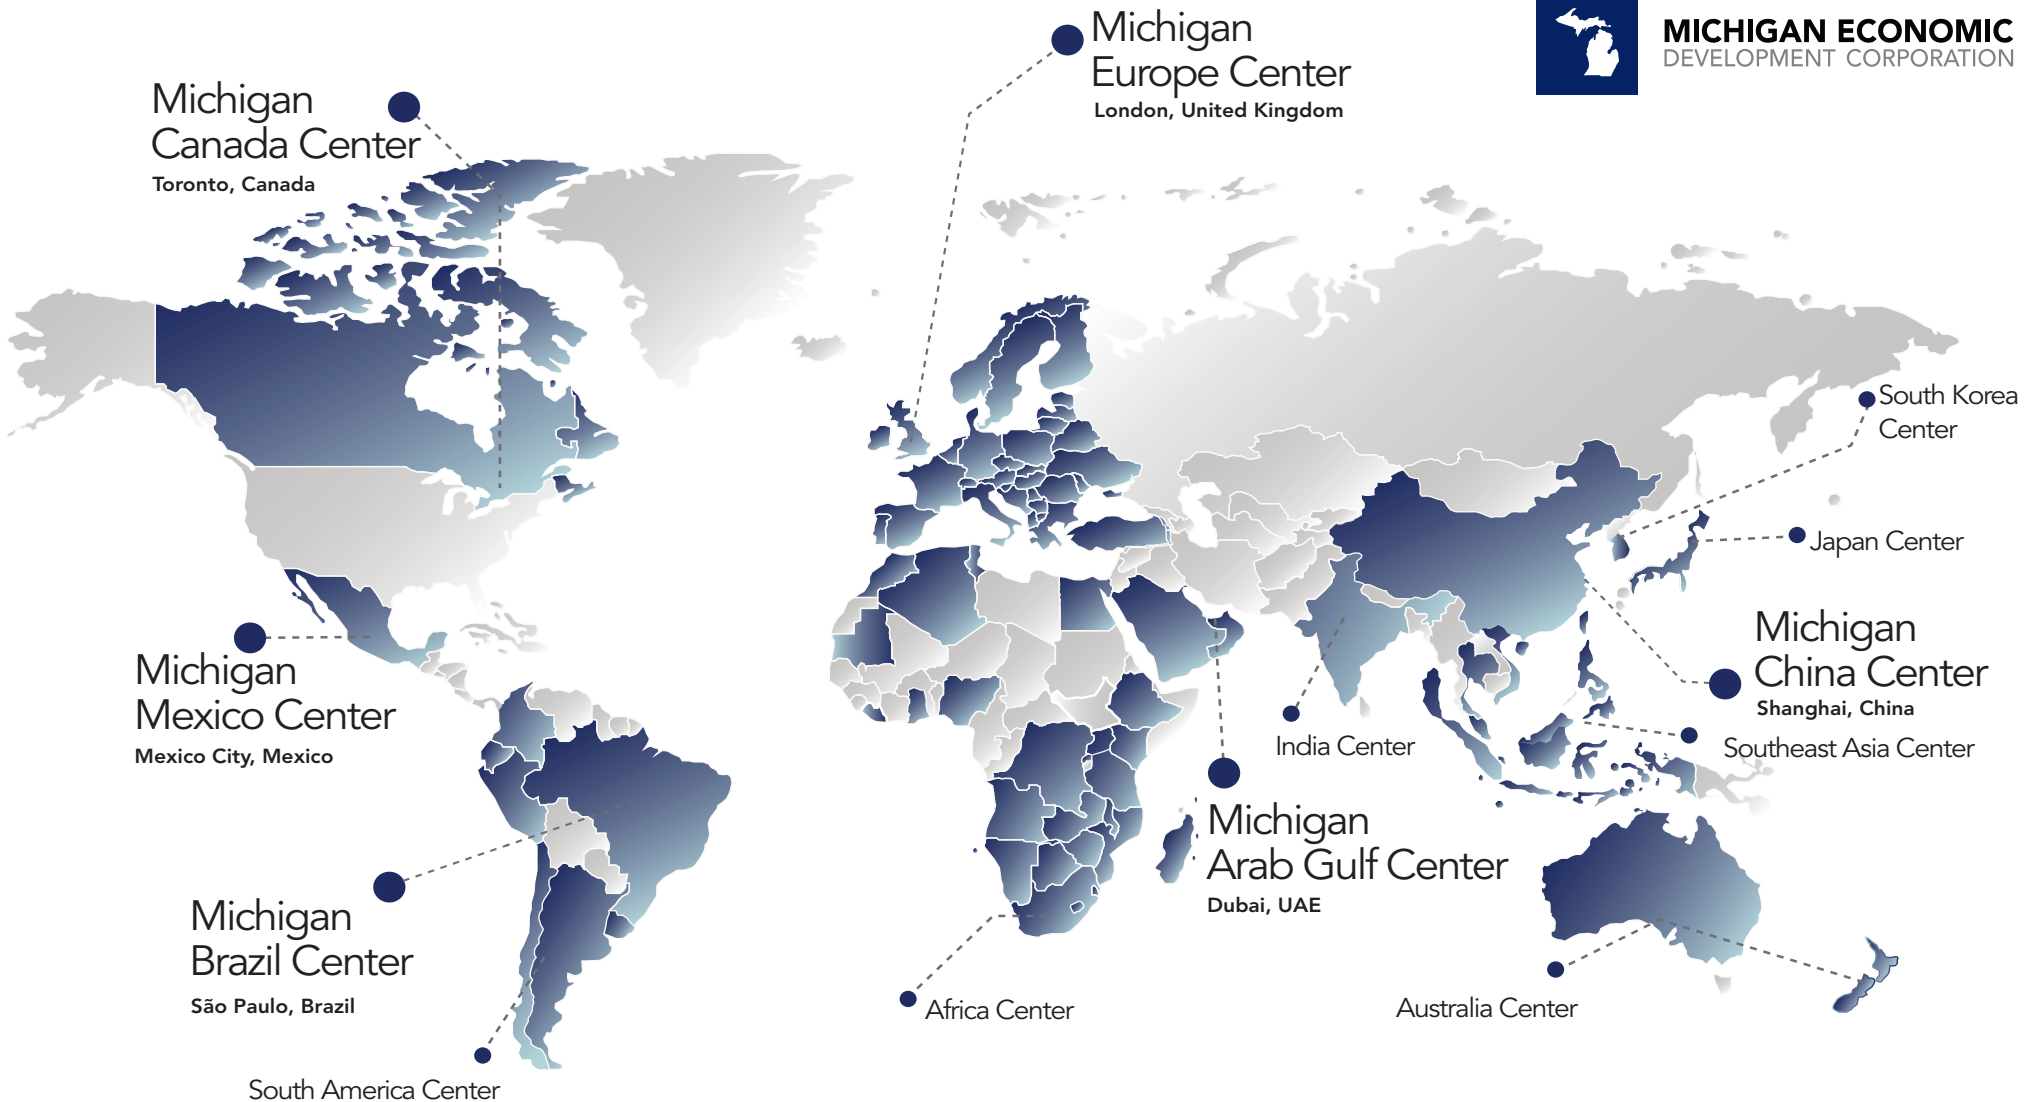 Michigan
Europe Center
London, United Kingdom
MICHIGAN ECONOMIC
DEVELOPMENT CORPORATION
Michigan
Canada Center
Toronto, Canada
South Korea
Center
Japan Center
Michigan
China Center
Shanghai, China
Michigan
Mexico Center
Mexico City, Mexico
India Center
Southeast Asia Center
Michigan
Arab Gulf Center
Dubai, UAE
Michigan
Brazil Center
São Paulo, Brazil
Africa Center
Australia Center
South America Center